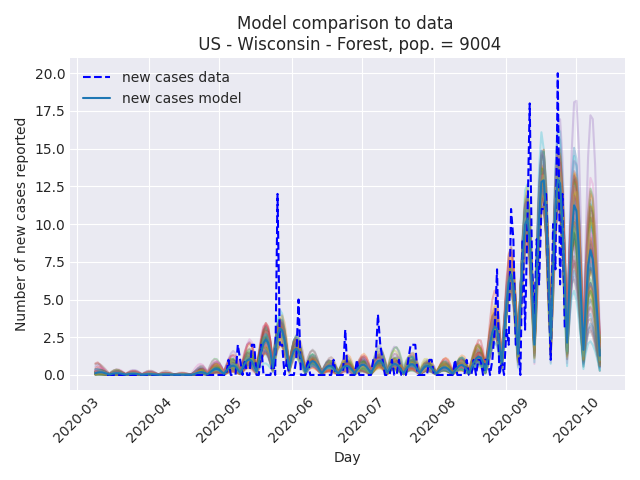 Model comparison to data
US - Wisconsin - Forest, pop. = 9004
new cases data
new cases model
Number of new cases reported
20.0
17.5
15.0
12.5
10.0
7.5
5.0
2.5
0.0
2020-03
2020-04
2020-05
2020-06
2020-07
2020-08
2020-09
2020-10
Day